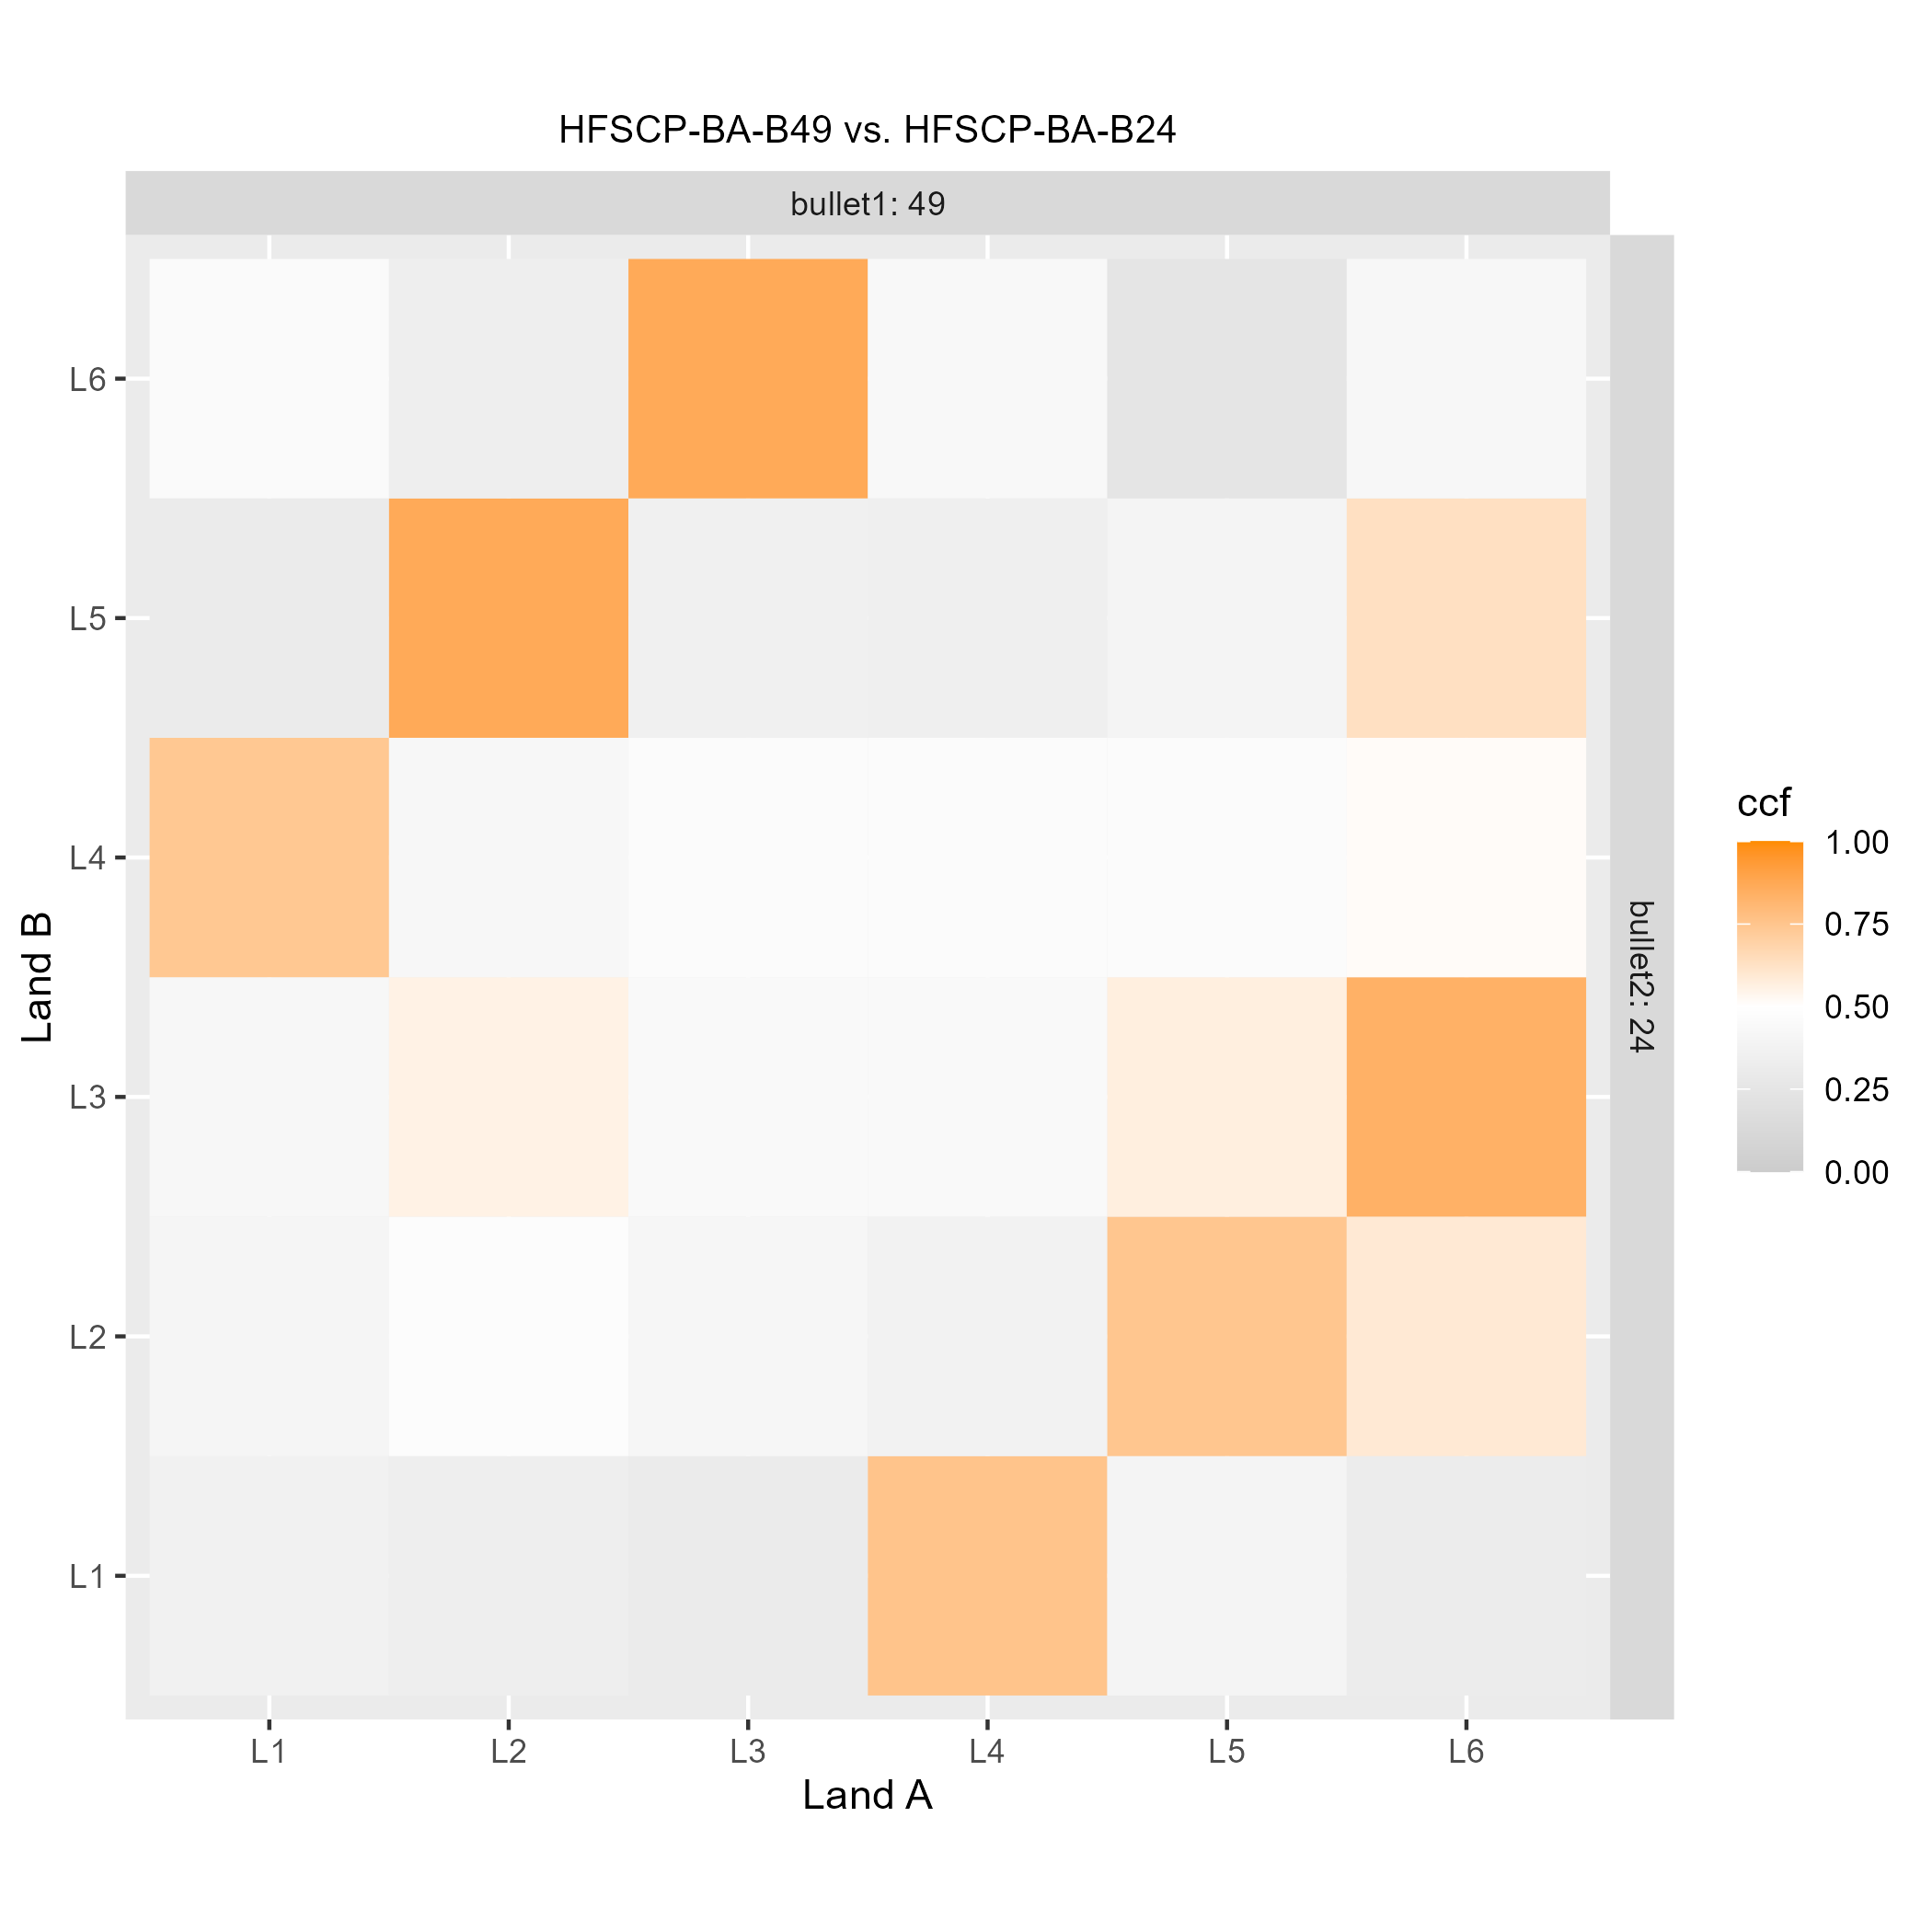 HFSCP-BA-B49 vs. HFSCP-BA-B24
bullet1: 49
L6
L5
L4
L3
L2
L1
Land B
bullet2: 24
L1
L2
L3
L4
L5
L6
Land A
ccf
1.00
0.75
0.50
0.25
0.00